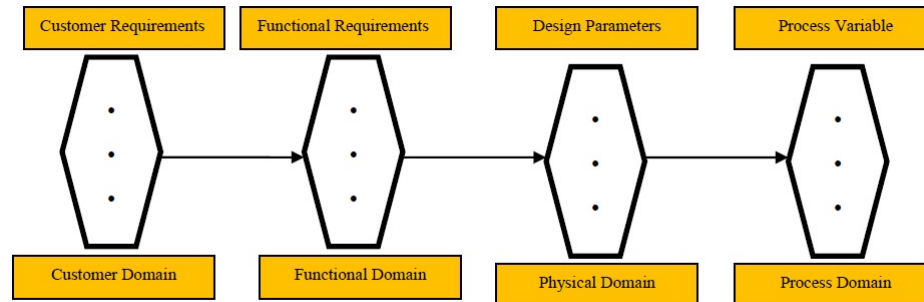 Customer Requirements
Functional Requirements
Design Parameters
Process Variable
Customer Domain
Functional Domain
Physical Domain
Process Domain